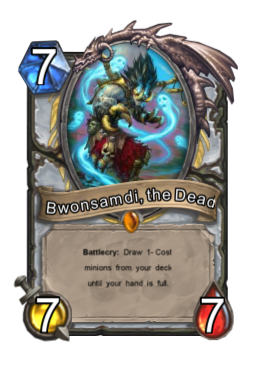 7
Bwonsamdi, the Dead
Battlecry: Draw 1- Cost
minions from your deck
until your hand is full.
7
7